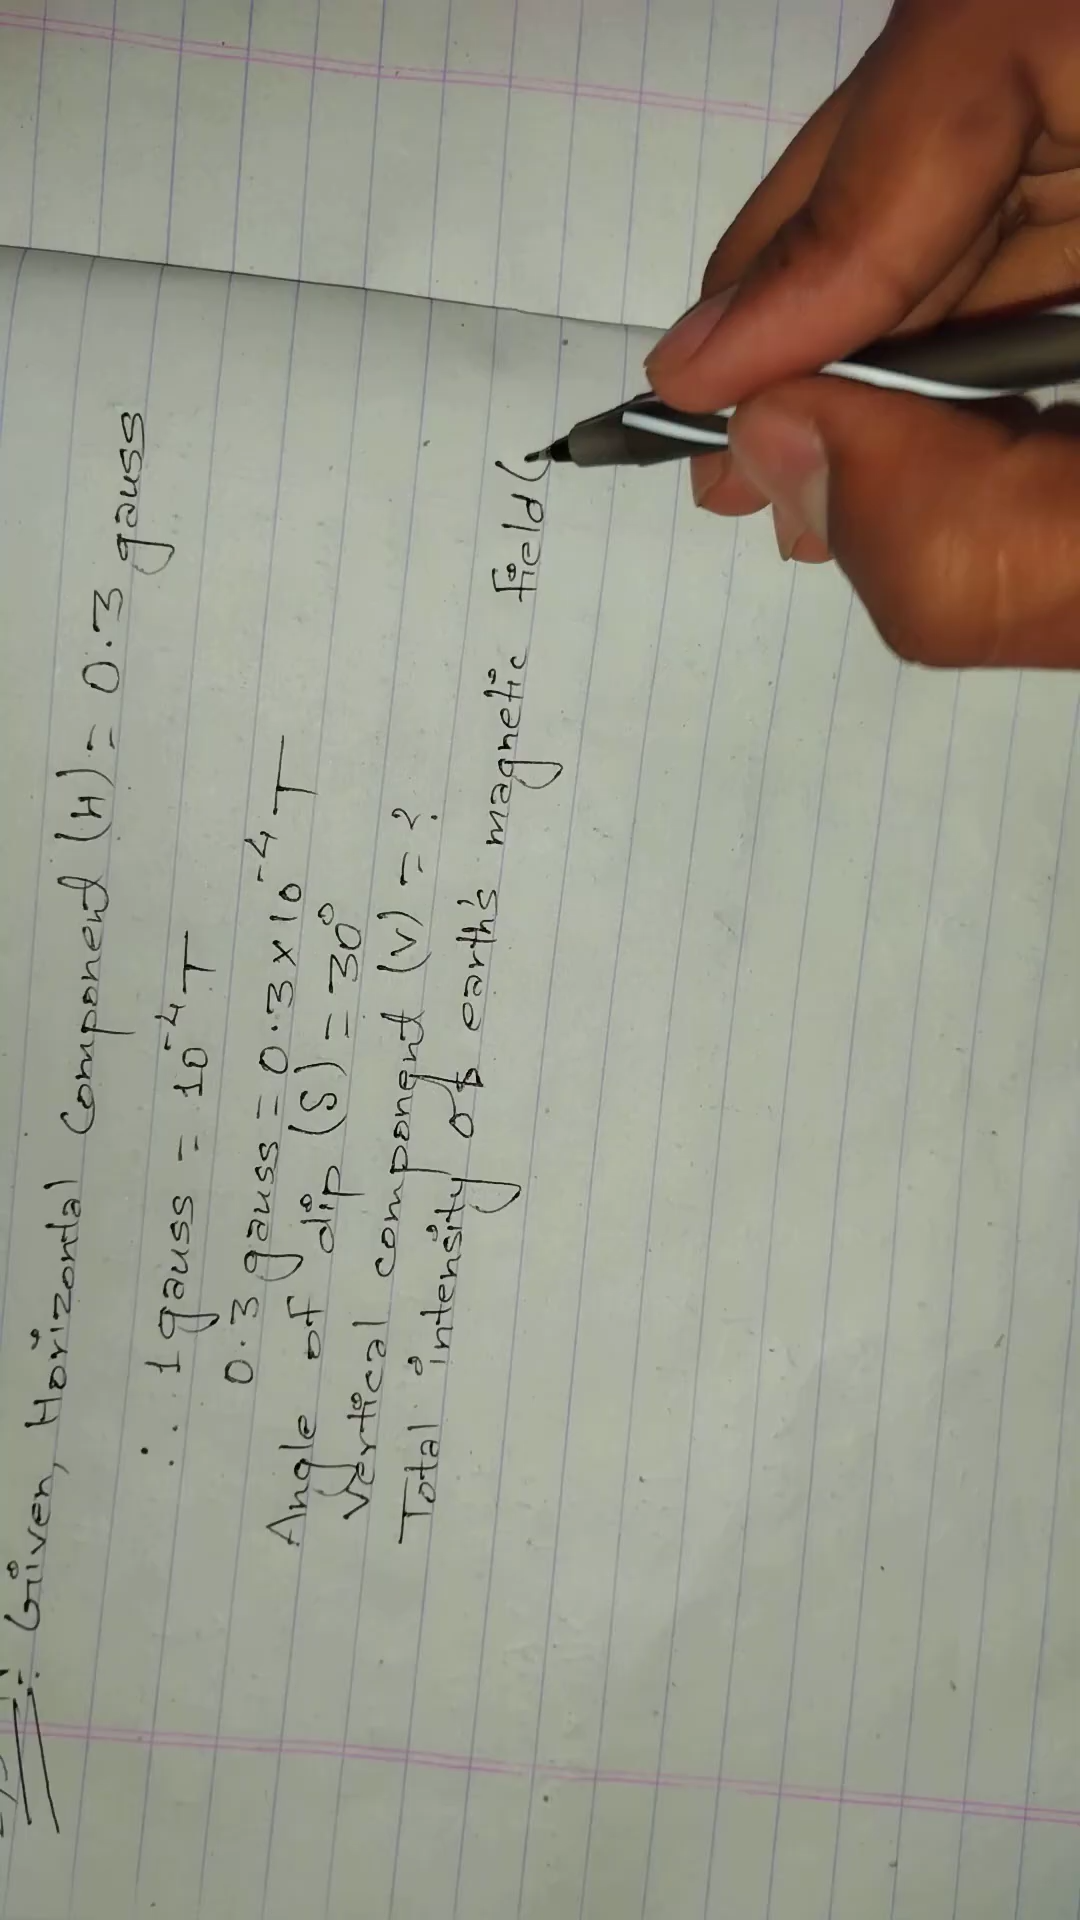 Given, Horizontal Component (H) = 0.3 gauss
∴ 1 gauss = 10⁻⁴ T
0.3 gauss = 0.3 × 10⁻⁴ T
Angle of dip (δ) = 30°
Vertical component (V) = ?
Total intensity of earth's magnetic field (